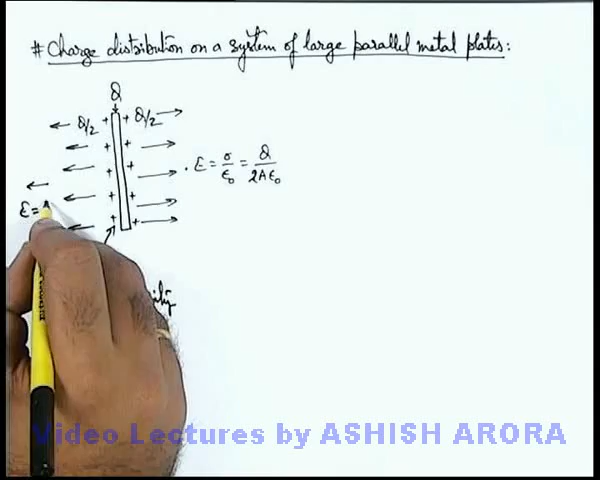 # Charge distribution on a system of large parallel metal plates:
Q
Q/2 + + Q/2
+ +
+ +
+ +
+ +
. E = σ/ε₀ = Q/2Aε₀
E =
Video Lectures by ASHISH ARORA